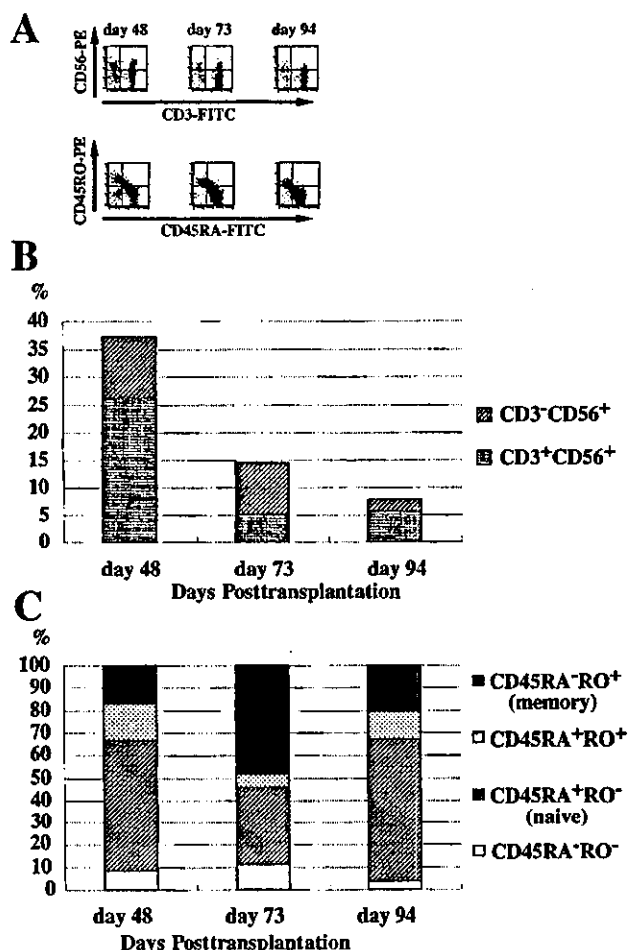 A
day 48 day 73 day 94
CD56-PE
CD3-FITC
CD45RO-PE
CD45RA-FITC
B
%
40
35
30
25
20
15
10
5
0
CD3-CD56+
CD3+CD56+
day 48 day 73 day 94
Days Posttransplantation
C
%
100
90
80
70
60
50
40
30
20
10
0
CD45RA-RO+
(memory)
CD45RA+RO+
CD45RA+RO-
(naive)
CD45RA-RO-
day 48 day 73 day 94
Days Posttransplantation